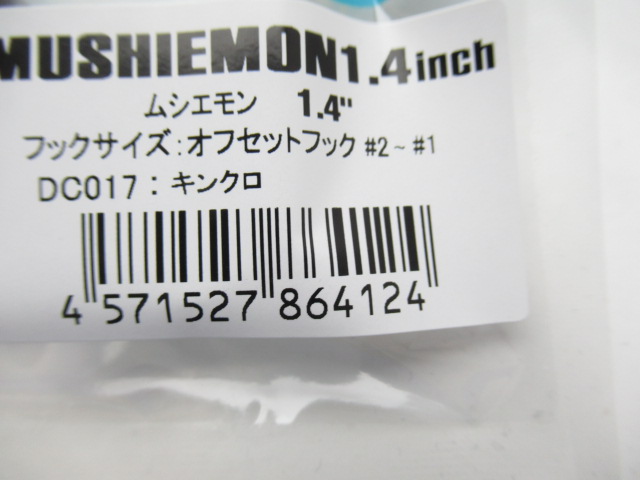 MUSHIEMON1.4inch
ムシエモン 1.4"
フックサイズ:オフセットフック #2~#1
DC017:キンクロ
4 571527 864124